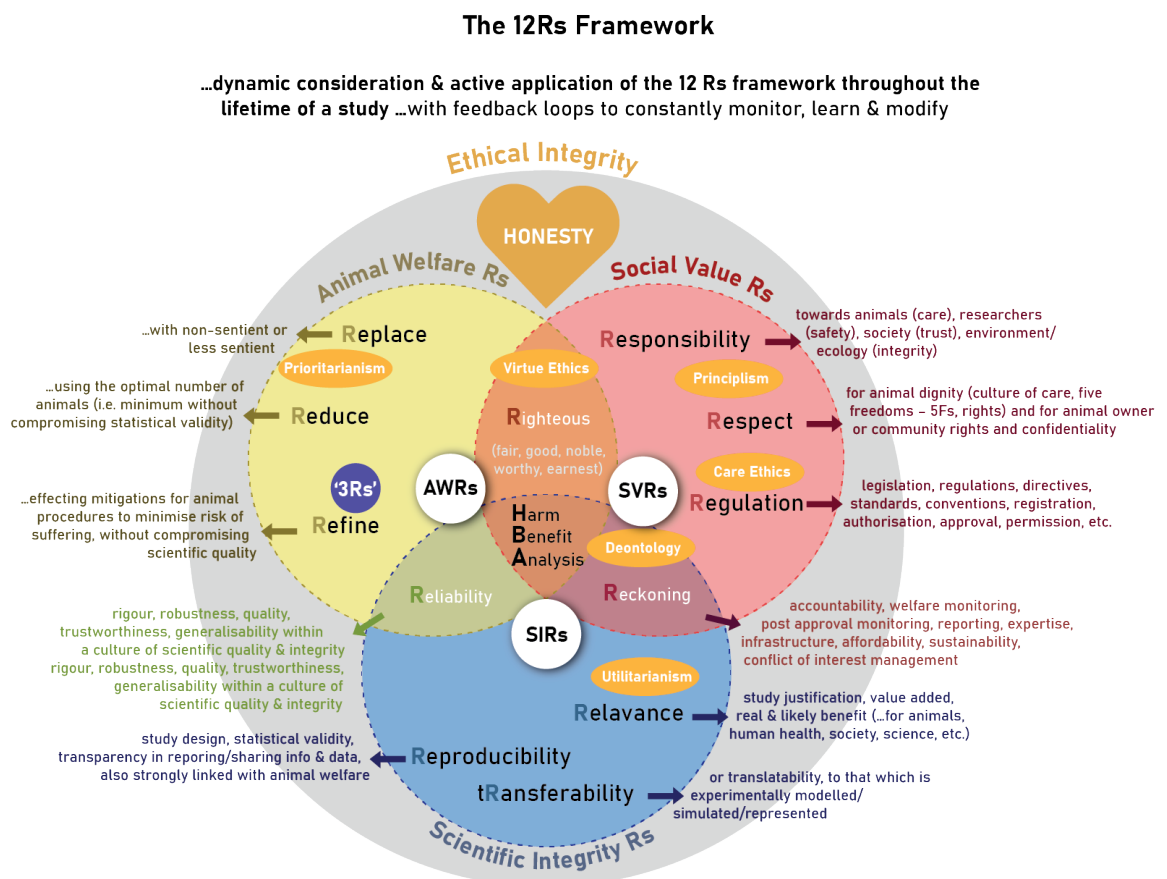 The 12Rs Framework
...dynamic consideration & active application of the 12 Rs framework throughout the
lifetime of a study ...with feedback loops to constantly monitor, learn & modify
Ethical Integrity
HONESTY
Animal Welfare Rs
Social Value Rs
...with non-sentient or
less sentient
Replace
Prioritarianism
...using the optimal number of
animals (i.e. minimum without
compromising statistical validity)
Reduce
'3Rs'
...effecting mitigations for animal
procedures to minimise risk of
suffering, without compromising
scientific quality
Refine
AWRs
Virtue Ethics
Righteous
(fair, good, noble,
worthy, earnest)
Responsibility
towards animals (care), researchers
(safety), society (trust), environment/
ecology (integrity)
Principlism
Respect
for animal dignity (culture of care, five
freedoms – 5Fs, rights) and for animal owner
or community rights and confidentiality
Care Ethics
SVRs
Regulation
legislation, regulations, directives,
standards, conventions, registration,
authorisation, approval, permission, etc.
Harm
Benefit
Analysis
Deontology
Reliability
rigour, robustness, quality,
trustworthiness, generalisability within
a culture of scientific quality & integrity
rigour, robustness, quality, trustworthiness,
generalisability within a culture of
scientific quality & integrity
Reckoning
accountability, welfare monitoring,
post approval monitoring, reporting, expertise,
infrastructure, affordability, sustainability,
conflict of interest management
SIRs
Utilitarianism
Relavance
study justification, value added,
real & likely benefit (...for animals,
human health, society, science, etc.)
study design, statistical validity,
transparency in reporting/sharing info & data,
also strongly linked with animal welfare
Reproducibility
tRansferability
or translatability, to that which is
experimentally modelled/
simulated/represented
Scientific Integrity Rs